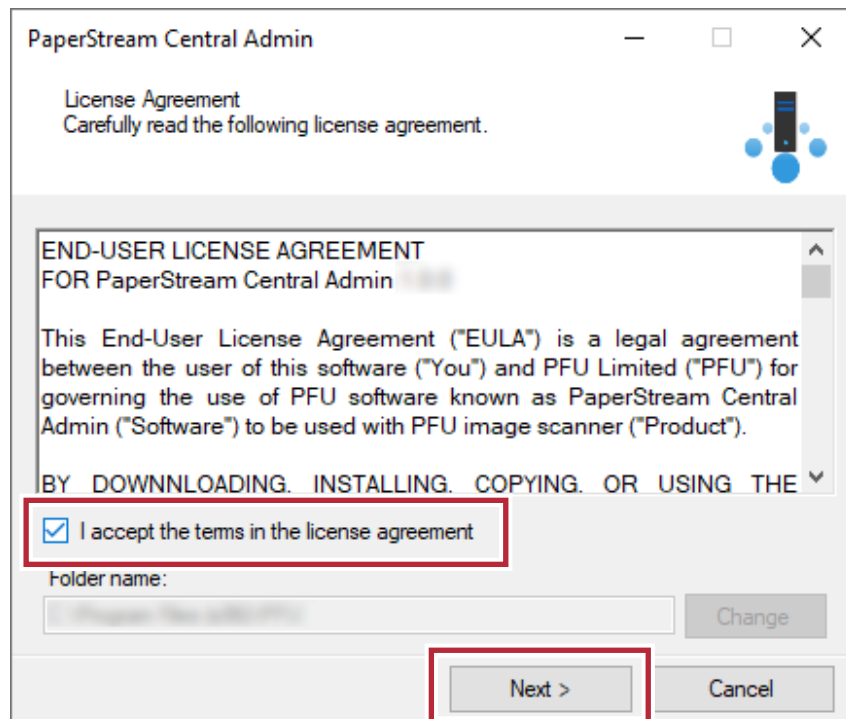 PaperStream Central Admin
License Agreement
Carefully read the following license agreement.
END-USER LICENSE AGREEMENT
FOR PaperStream Central Admin
This End-User License Agreement ("EULA") is a legal agreement
between the user of this software ("You") and PFU Limited ("PFU") for
governing the use of PFU software known as PaperStream Central
Admin ("Software") to be used with PFU image scanner ("Product").
BY DOWNNLOADING, INSTALLING, COPYING, OR USING THE
I accept the terms in the license agreement
Folder name:
Change
Next >
Cancel